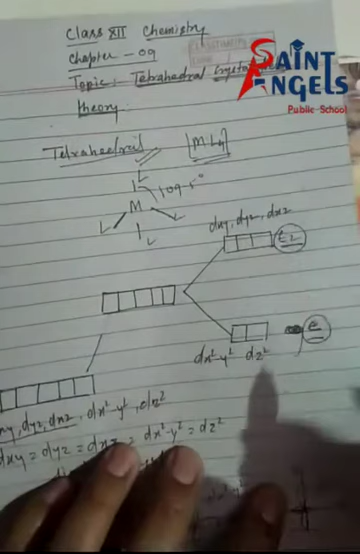 Class XII Chemistry
Chapter - 09
Topic: Tetrahedral Crystal
theory.
SAINT
ANGELS
Public School
Tetrahedral [ML4]
L
109.5°
M
L L
L
dxy, dyz, dxz
t2
e
dx²-y² dz²
dxy, dyz, dxz, dx²-y², dz²
dxy = dyz = dxz = dx²-y² = dz²